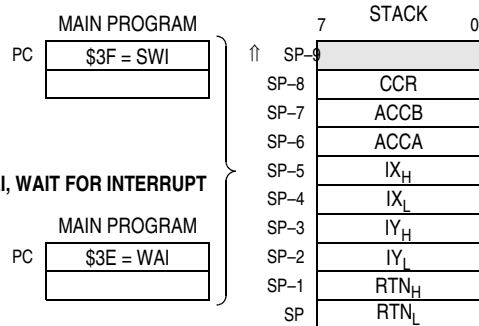 MAIN PROGRAM
PC $3F = SWI
I, WAIT FOR INTERRUPT
MAIN PROGRAM
PC $3E = WAI
STACK
7 0
⇑ SP–9
SP–8 CCR
SP–7 ACCB
SP–6 ACCA
SP–5 IXH
SP–4 IXL
SP–3 IYH
SP–2 IYL
SP–1 RTNH
SP RTNL